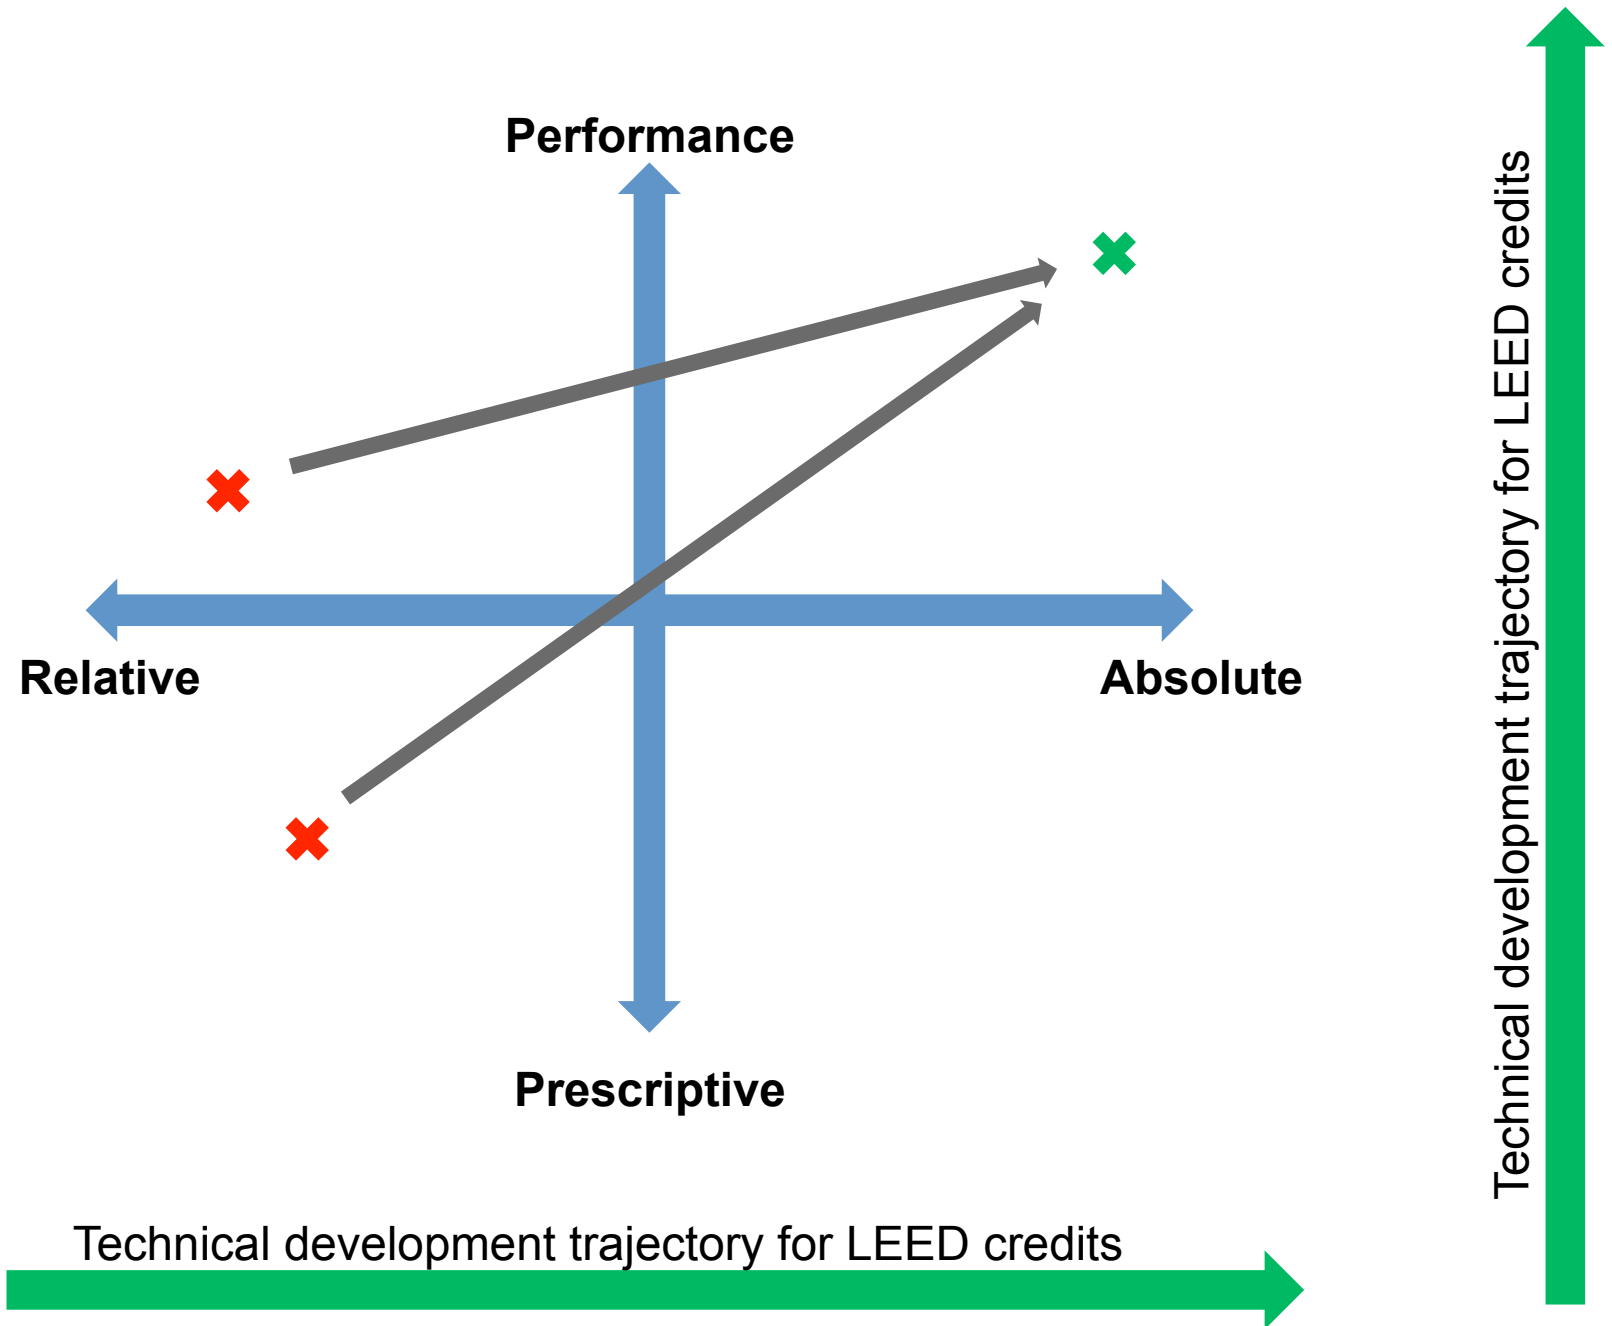 Performance
Relative
Absolute
Prescriptive
Technical development trajectory for LEED credits
Technical development trajectory for LEED credits